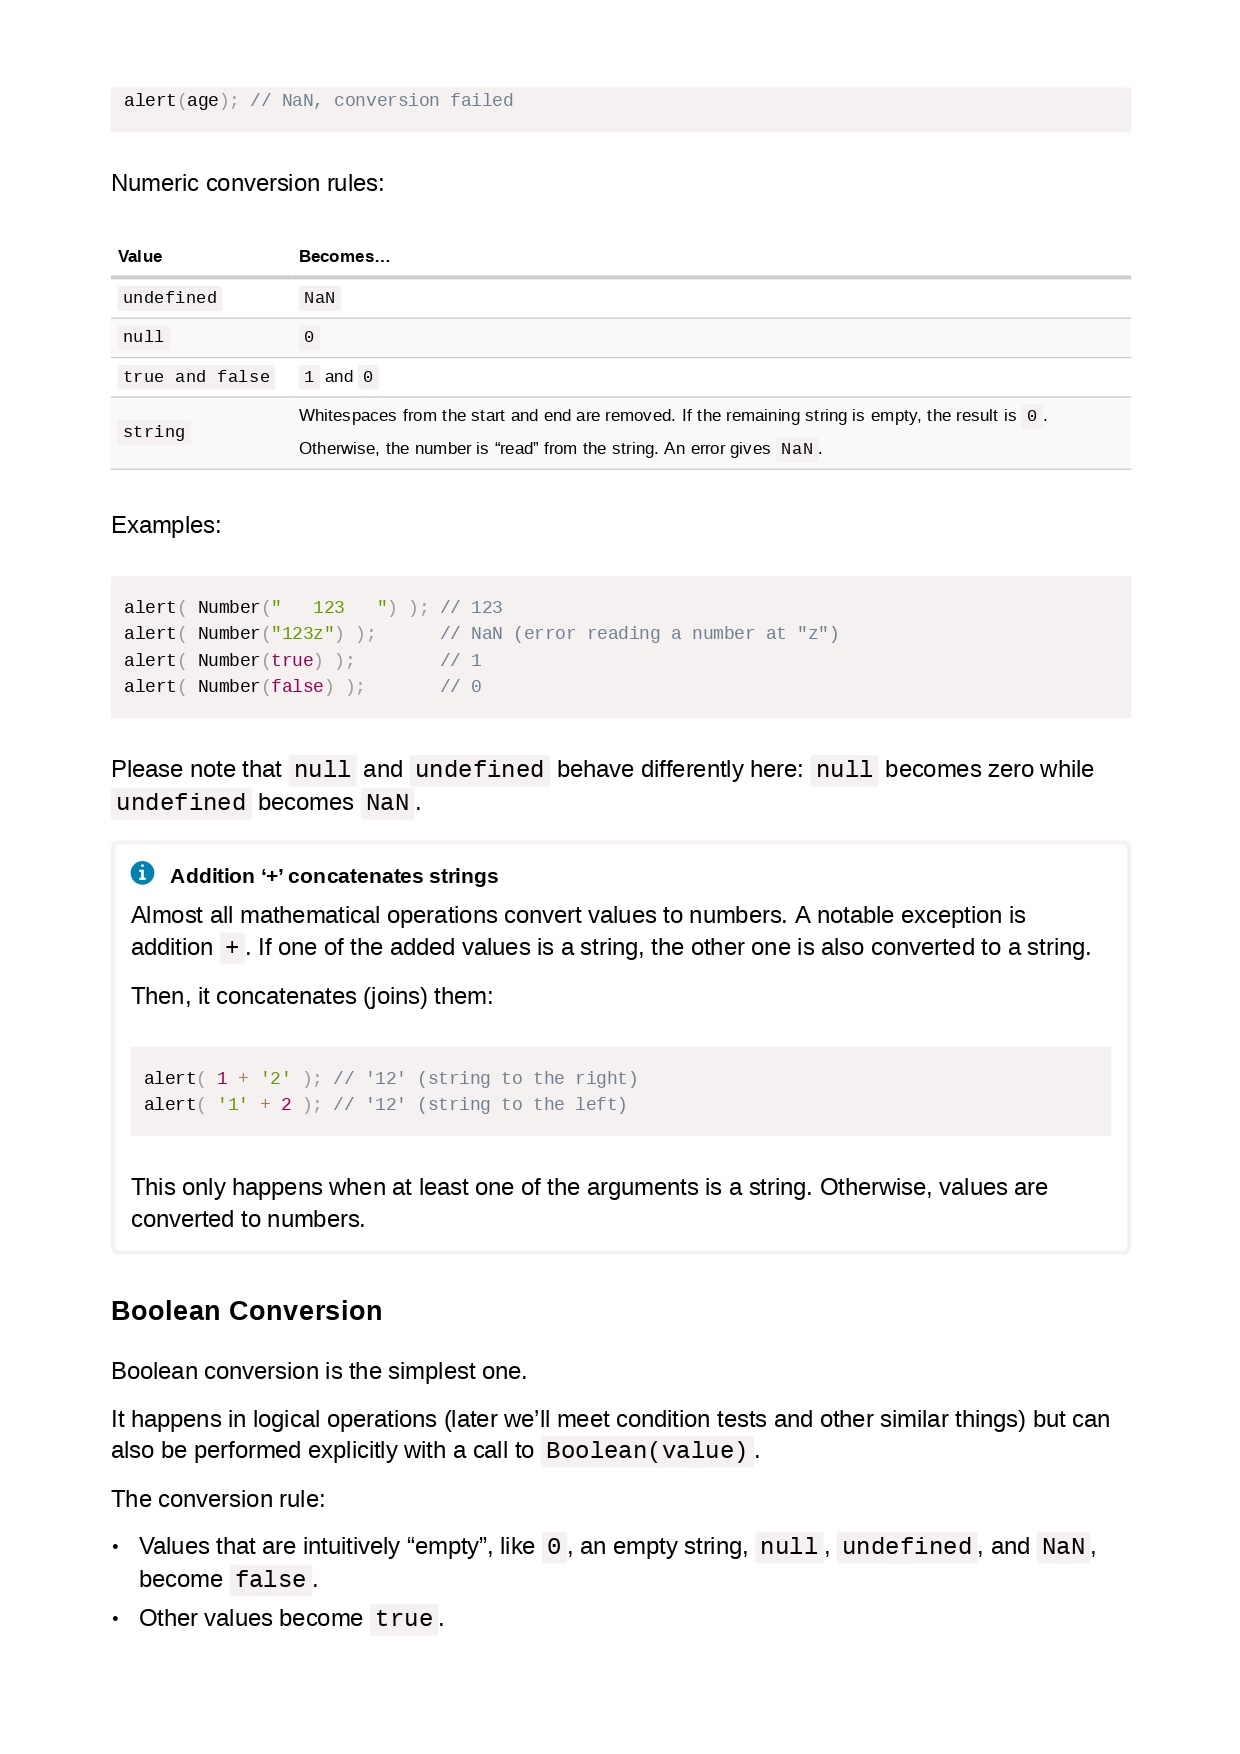 alert(age); // NaN, conversion failed
Numeric conversion rules:
Value Becomes…
undefined NaN
null 0
true and false 1 and 0
string Whitespaces from the start and end are removed. If the remaining string is empty, the result is 0.
Otherwise, the number is “read” from the string. An error gives NaN.
Examples:
alert( Number("   123   ") ); // 123
alert( Number("123z") );      // NaN (error reading a number at "z")
alert( Number(true) );        // 1
alert( Number(false) );       // 0
Please note that null and undefined behave differently here: null becomes zero while
undefined becomes NaN.
Addition ‘+’ concatenates strings
Almost all mathematical operations convert values to numbers. A notable exception is
addition +. If one of the added values is a string, the other one is also converted to a string.
Then, it concatenates (joins) them:
alert( 1 + '2' ); // '12' (string to the right)
alert( '1' + 2 ); // '12' (string to the left)
This only happens when at least one of the arguments is a string. Otherwise, values are
converted to numbers.
Boolean Conversion
Boolean conversion is the simplest one.
It happens in logical operations (later we’ll meet condition tests and other similar things) but can
also be performed explicitly with a call to Boolean(value).
The conversion rule:
• Values that are intuitively “empty”, like 0, an empty string, null, undefined, and NaN,
become false.
• Other values become true.